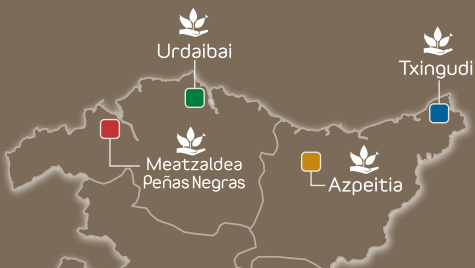 Urdaibai
Txingudi
Meatzaldea
Peñas Negras
Azpeitia